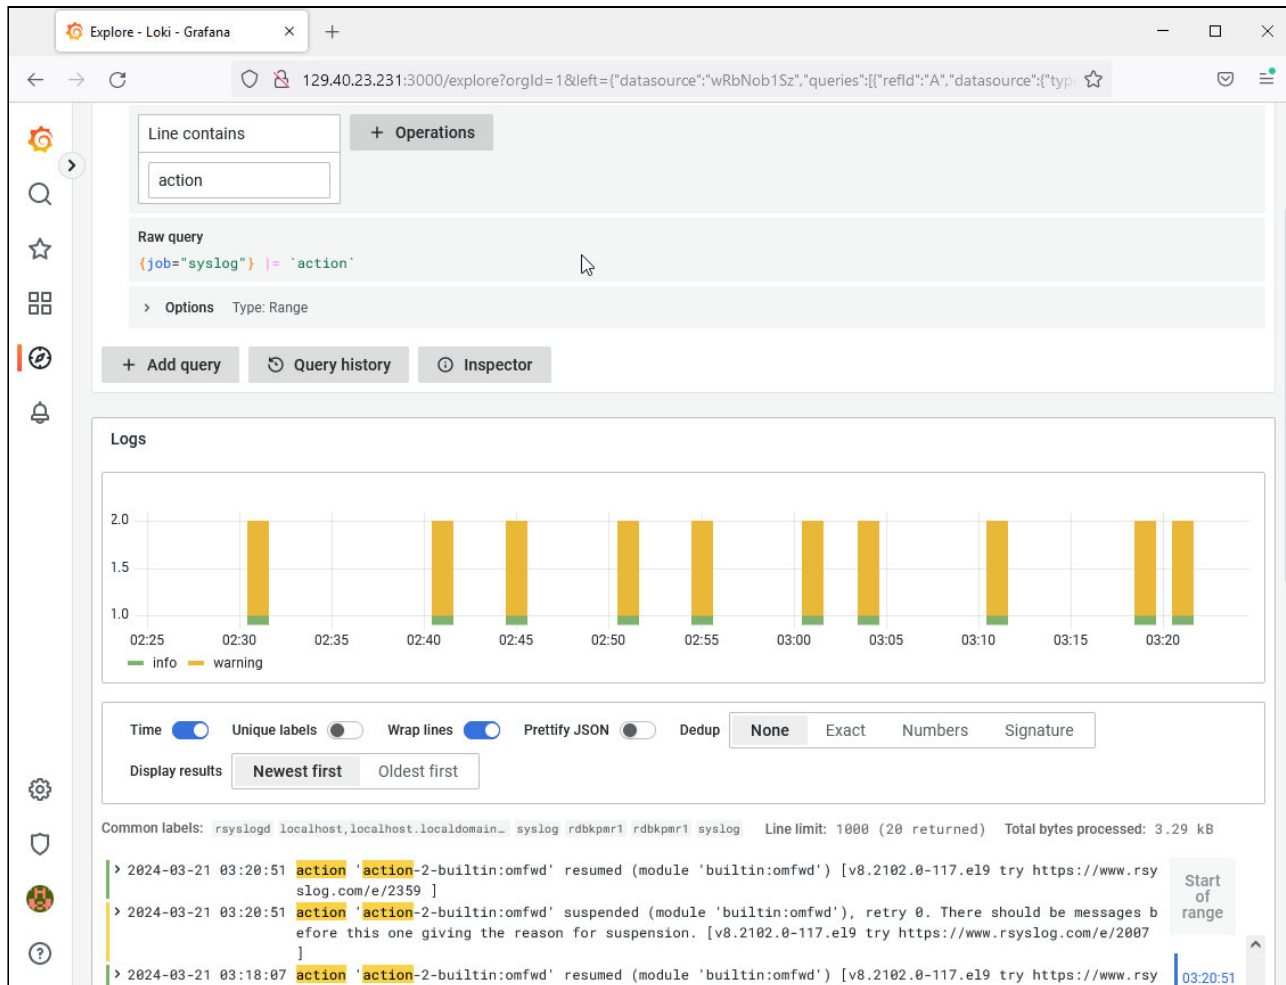 Explore - Loki - Grafana
129.40.23.231:3000/explore?orgId=1&left={"datasource":"wRbNob1Sz","queries":[{"refId":"A","datasource":{"typ
Line contains
+ Operations
action
Raw query
{job="syslog"} |= `action`
Options Type: Range
+ Add query
Query history
Inspector
Logs
2.0
1.5
1.0
02:25 02:30 02:35 02:40 02:45 02:50 02:55 03:00 03:05 03:10 03:15 03:20
info warning
Time Unique labels Wrap lines Prettify JSON Dedup None Exact Numbers Signature
Display results Newest first Oldest first
Common labels: rsyslogd localhost,localhost.localdomain… syslog rdbkpmr1 rdbkpmr1 syslog Line limit: 1000 (20 returned) Total bytes processed: 3.29 kB
2024-03-21 03:20:51 action 'action-2-builtin:omfwd' resumed (module 'builtin:omfwd') [v8.2102.0-117.el9 try https://www.rsy
slog.com/e/2359 ]
2024-03-21 03:20:51 action 'action-2-builtin:omfwd' suspended (module 'builtin:omfwd'), retry 0. There should be messages b
efore this one giving the reason for suspension. [v8.2102.0-117.el9 try https://www.rsyslog.com/e/2007
]
2024-03-21 03:18:07 action 'action-2-builtin:omfwd' resumed (module 'builtin:omfwd') [v8.2102.0-117.el9 try https://www.rsy
Start
of
range
03:20:51